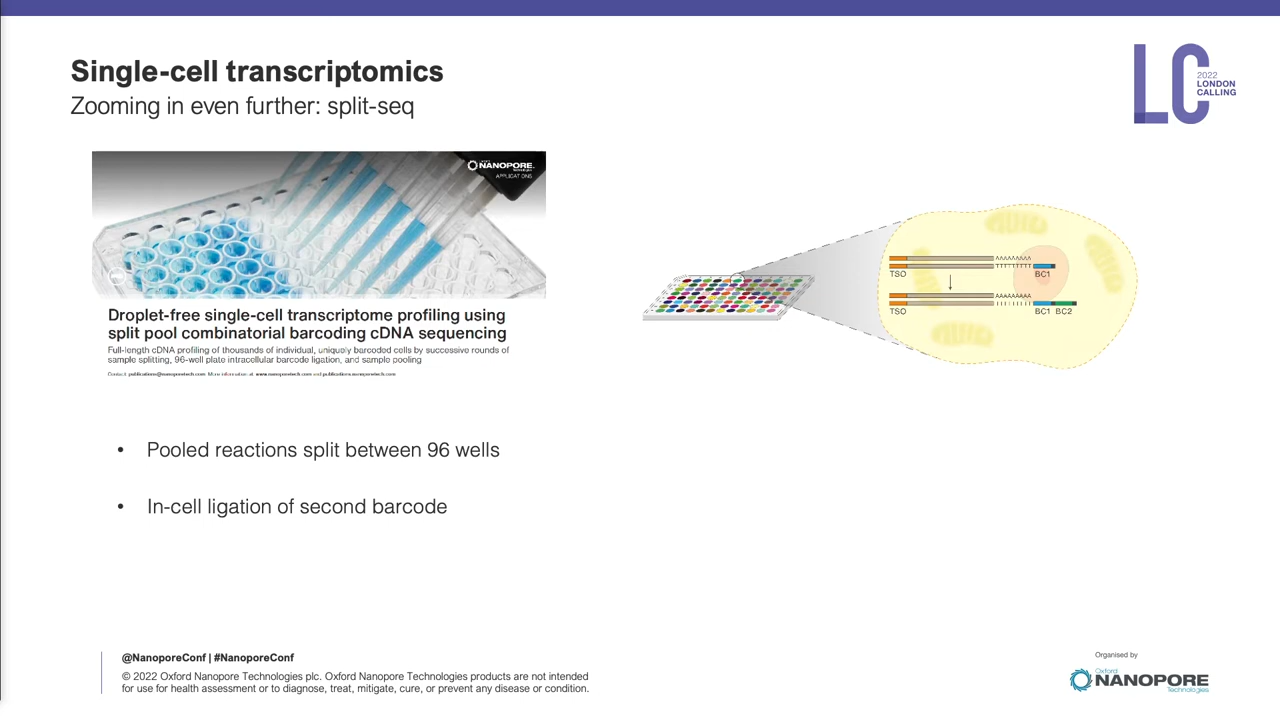 Single-cell transcriptomics
Zooming in even further: split-seq
LC
2022
LONDON
CALLING
Oxford
NANOPORE
Technologies
APPLICATIONS
Droplet-free single-cell transcriptome profiling using
split pool combinatorial barcoding cDNA sequencing
Full-length cDNA profiling of thousands of individual, uniquely barcoded cells by successive rounds of
sample splitting, 96-well plate intracellular barcode ligation, and sample pooling
Contact: publications@nanoporetech.com More information at: www.nanoporetech.com and publications.nanoporetech.com
AAAAAAAAA
TTTTTTTTT
TSO
BC1
AAAAAAAAA
TSO
BC1 BC2
• Pooled reactions split between 96 wells
• In-cell ligation of second barcode
@NanoporeConf | #NanoporeConf
© 2022 Oxford Nanopore Technologies plc. Oxford Nanopore Technologies products are not intended
for use for health assessment or to diagnose, treat, mitigate, cure, or prevent any disease or condition.
Organised by
Oxford
NANOPORE
Technologies